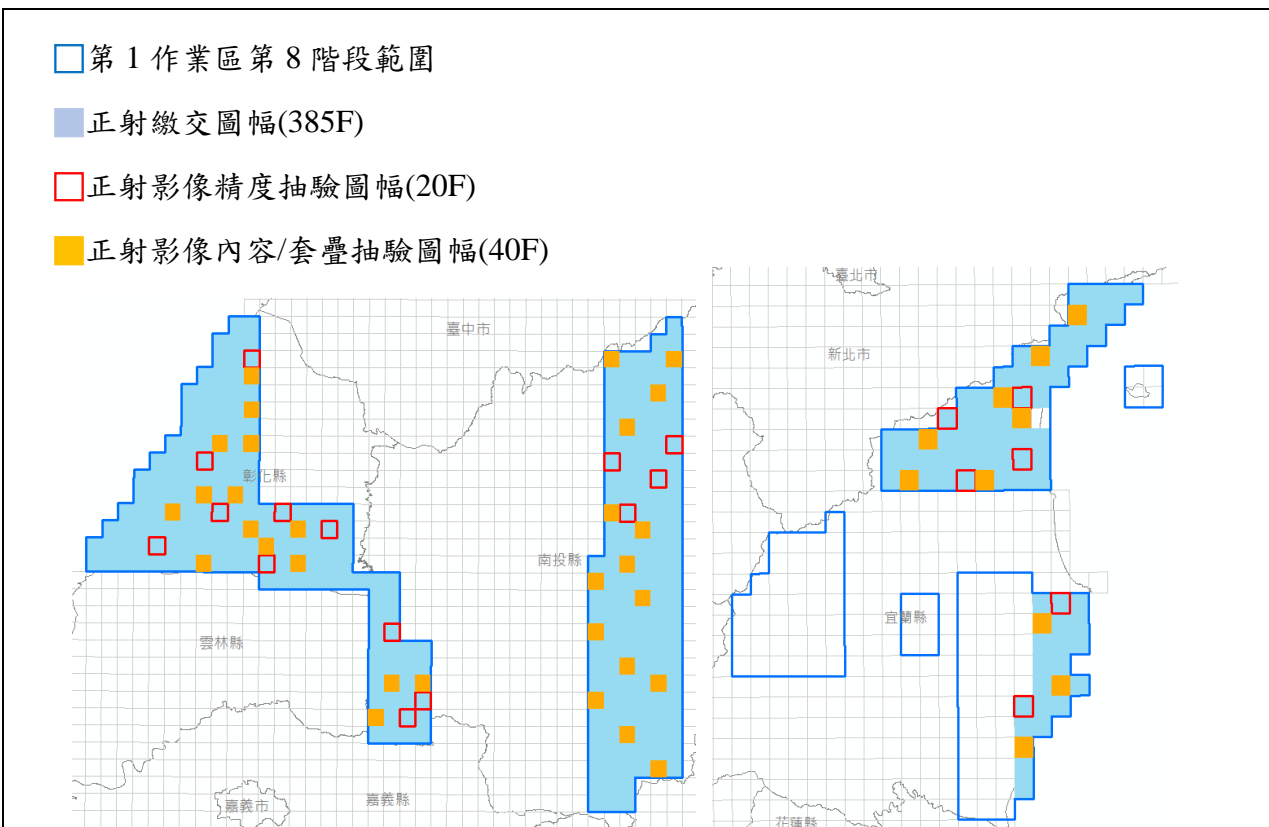 第 1 作業區第 8 階段範圍
正射繳交圖幅(385F)
正射影像精度抽驗圖幅(20F)
正射影像內容/套疊抽驗圖幅(40F)
臺中市
彰化縣
南投縣
雲林縣
嘉義市
嘉義縣
臺北市
新北市
宜蘭縣
花蓮縣